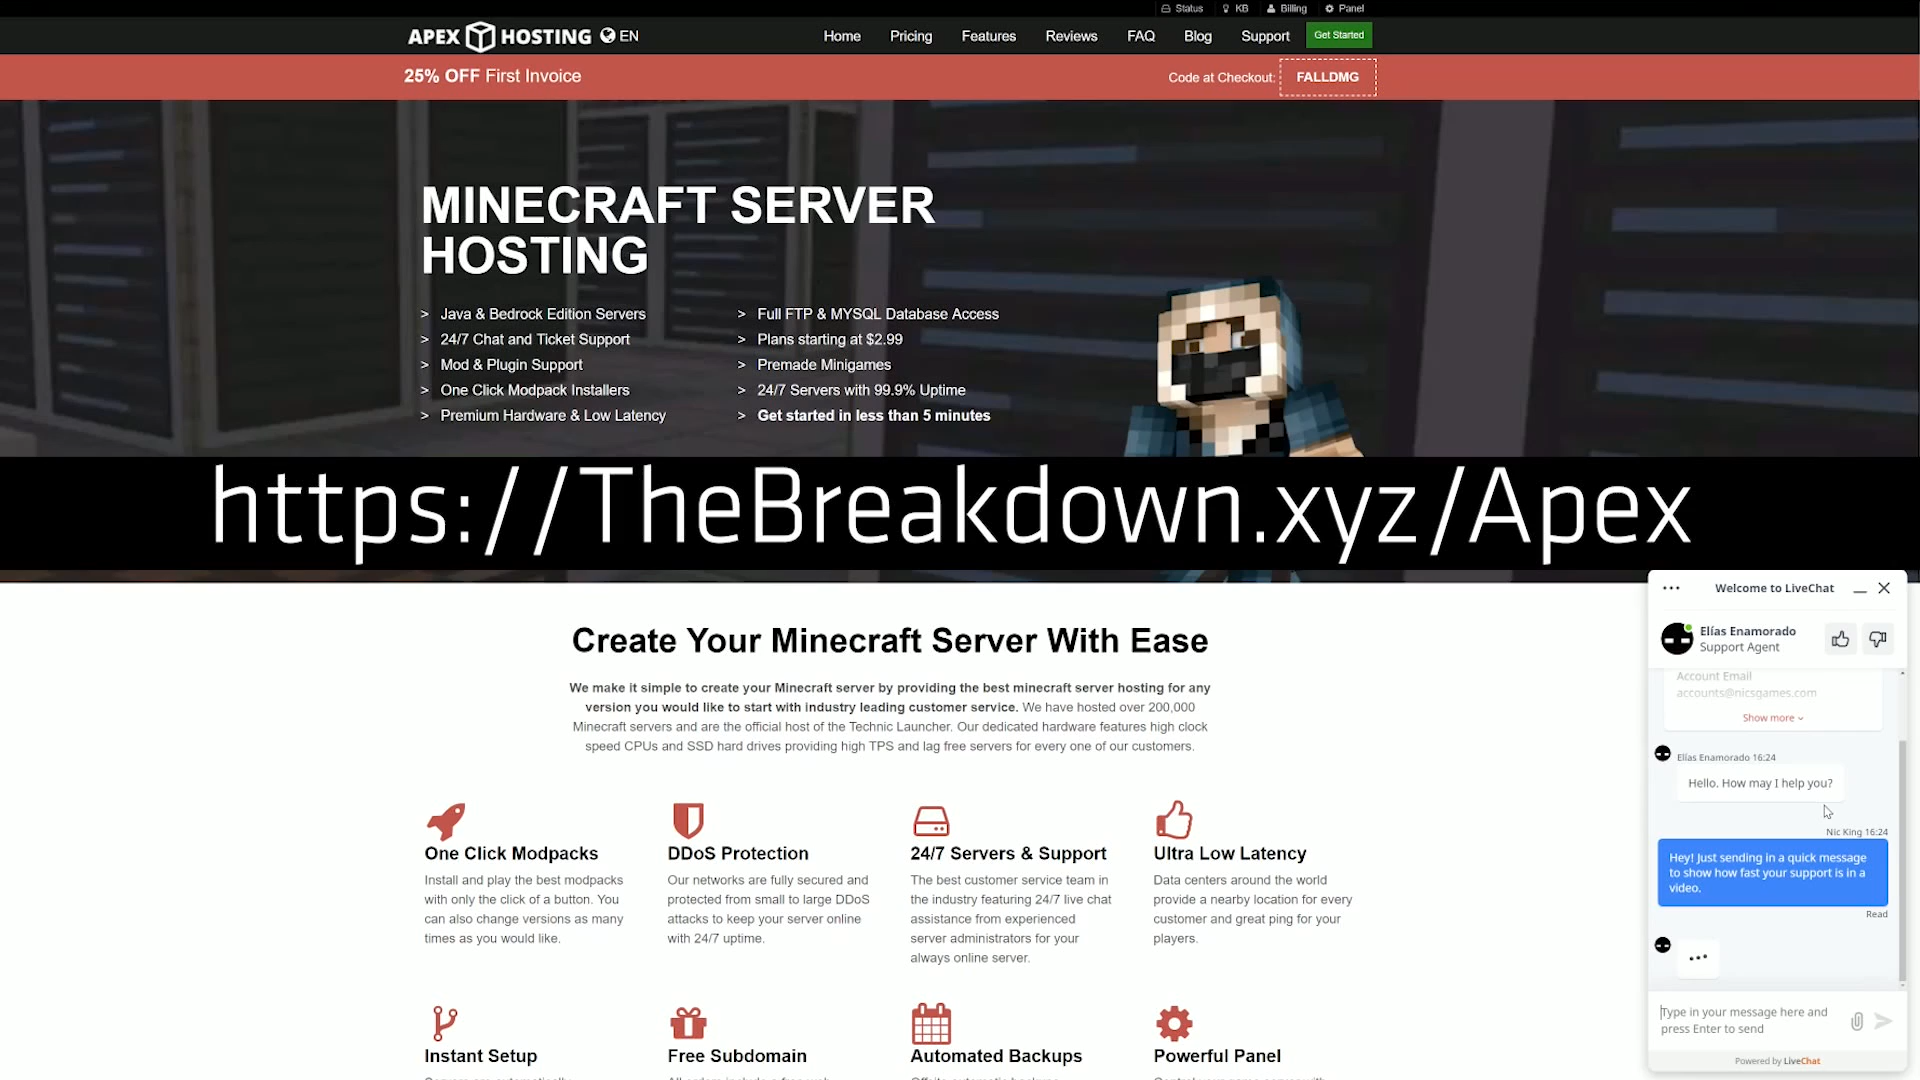 Status KB Billing Panel
APEX HOSTING EN Home Pricing Features Reviews FAQ Blog Support Get Started
25% OFF First Invoice Code at Checkout: FALLDMG
MINECRAFT SERVER
HOSTING
> Java & Bedrock Edition Servers
> 24/7 Chat and Ticket Support
> Mod & Plugin Support
> One Click Modpack Installers
> Premium Hardware & Low Latency
> Full FTP & MYSQL Database Access
> Plans starting at $2.99
> Premade Minigames
> 24/7 Servers with 99.9% Uptime
> Get started in less than 5 minutes
https://TheBreakdown.xyz/Apex
Create Your Minecraft Server With Ease
We make it simple to create your Minecraft server by providing the best minecraft server hosting for any
version you would like to start with industry leading customer service. We have hosted over 200,000
Minecraft servers and are the official host of the Technic Launcher. Our dedicated hardware features high clock
speed CPUs and SSD hard drives providing high TPS and lag free servers for every one of our customers.
One Click Modpacks
Install and play the best modpacks
with only the click of a button. You
can also change versions as many
times as you would like.
DDoS Protection
Our networks are fully secured and
protected from small to large DDoS
attacks to keep your server online
with 24/7 uptime.
24/7 Servers & Support
The best customer service team in
the industry featuring 24/7 live chat
assistance from experienced
server administrators for your
always online server.
Ultra Low Latency
Data centers around the world
provide a nearby location for every
customer and great ping for your
players.
Instant Setup
Free Subdomain
Automated Backups
Powerful Panel
Welcome to LiveChat
Elías Enamorado
Support Agent
Account Email
accounts@nicsgames.com
Show more
Elías Enamorado 16:24
Hello. How may I help you?
Nic King 16:24
Hey! Just sending in a quick message
to show how fast your support is in a
video.
Read
Type in your message here and
press Enter to send
Powered by LiveChat